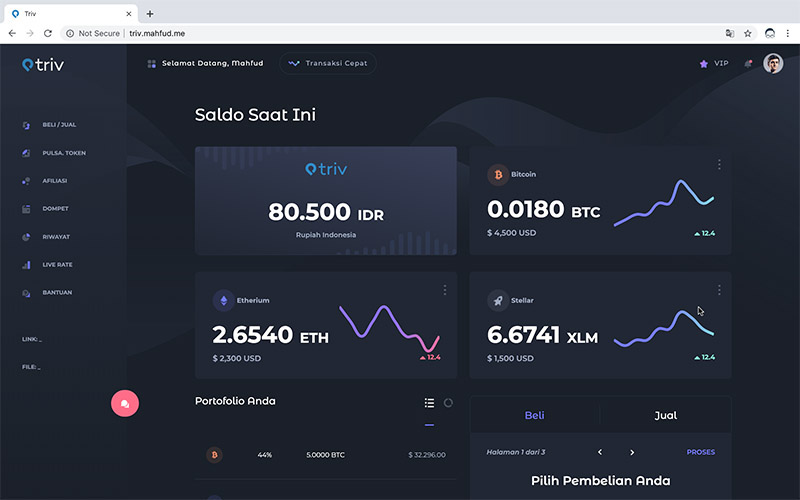 Triv
Not Secure | triv.mahfud.me
triv
Selamat Datang, Mahfud
Transaksi Cepat
VIP
BELI / JUAL
PULSA. TOKEN
AFILIASI
DOMPET
RIWAYAT
LIVE RATE
BANTUAN
LINK: _
FILE: _
Saldo Saat Ini
triv
80.500 IDR
Rupiah Indonesia
Bitcoin
0.0180 BTC
$ 4,500 USD
12.4
Etherium
2.6540 ETH
$ 2,300 USD
12.4
Stellar
6.6741 XLM
$ 1,500 USD
12.4
Portofolio Anda
44%
5.0000 BTC
$ 32.296.00
Beli
Jual
Halaman 1 dari 3
PROSES
Pilih Pembelian Anda